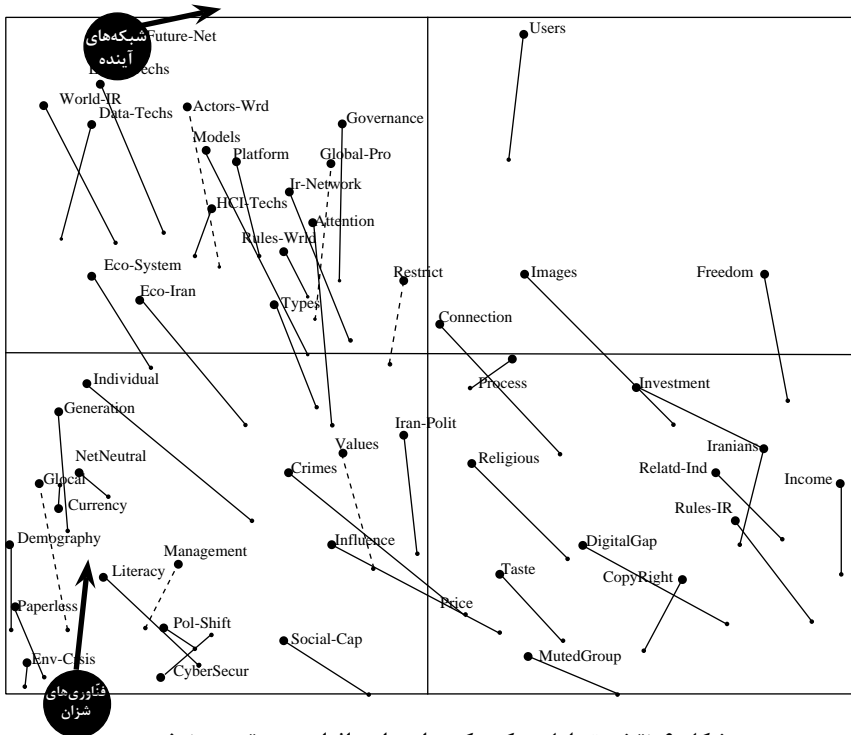 شبکه‌های
آینده
Future-Net
Users
World-IR
Data-Techs
Actors-Wrd
Governance
Models
Platform
Global-Pro
Ir-Network
HCI-Techs
Attention
Rules-Wrld
Eco-System
Restrict
Images
Freedom
Eco-Iran
Types
Connection
Individual
Process
Investment
Generation
Iran-Polit
NetNeutral
Values
Iranians
Crimes
Religious
Relatd-Ind
Glocal
Income
Currency
Rules-IR
Demography
Management
Influence
DigitalGap
Literacy
Taste
CopyRight
Paperless
Price
Pol-Shift
Social-Cap
Env-Crisis
CyberSecur
MutedGroup
فنّاوری‌های
شزان